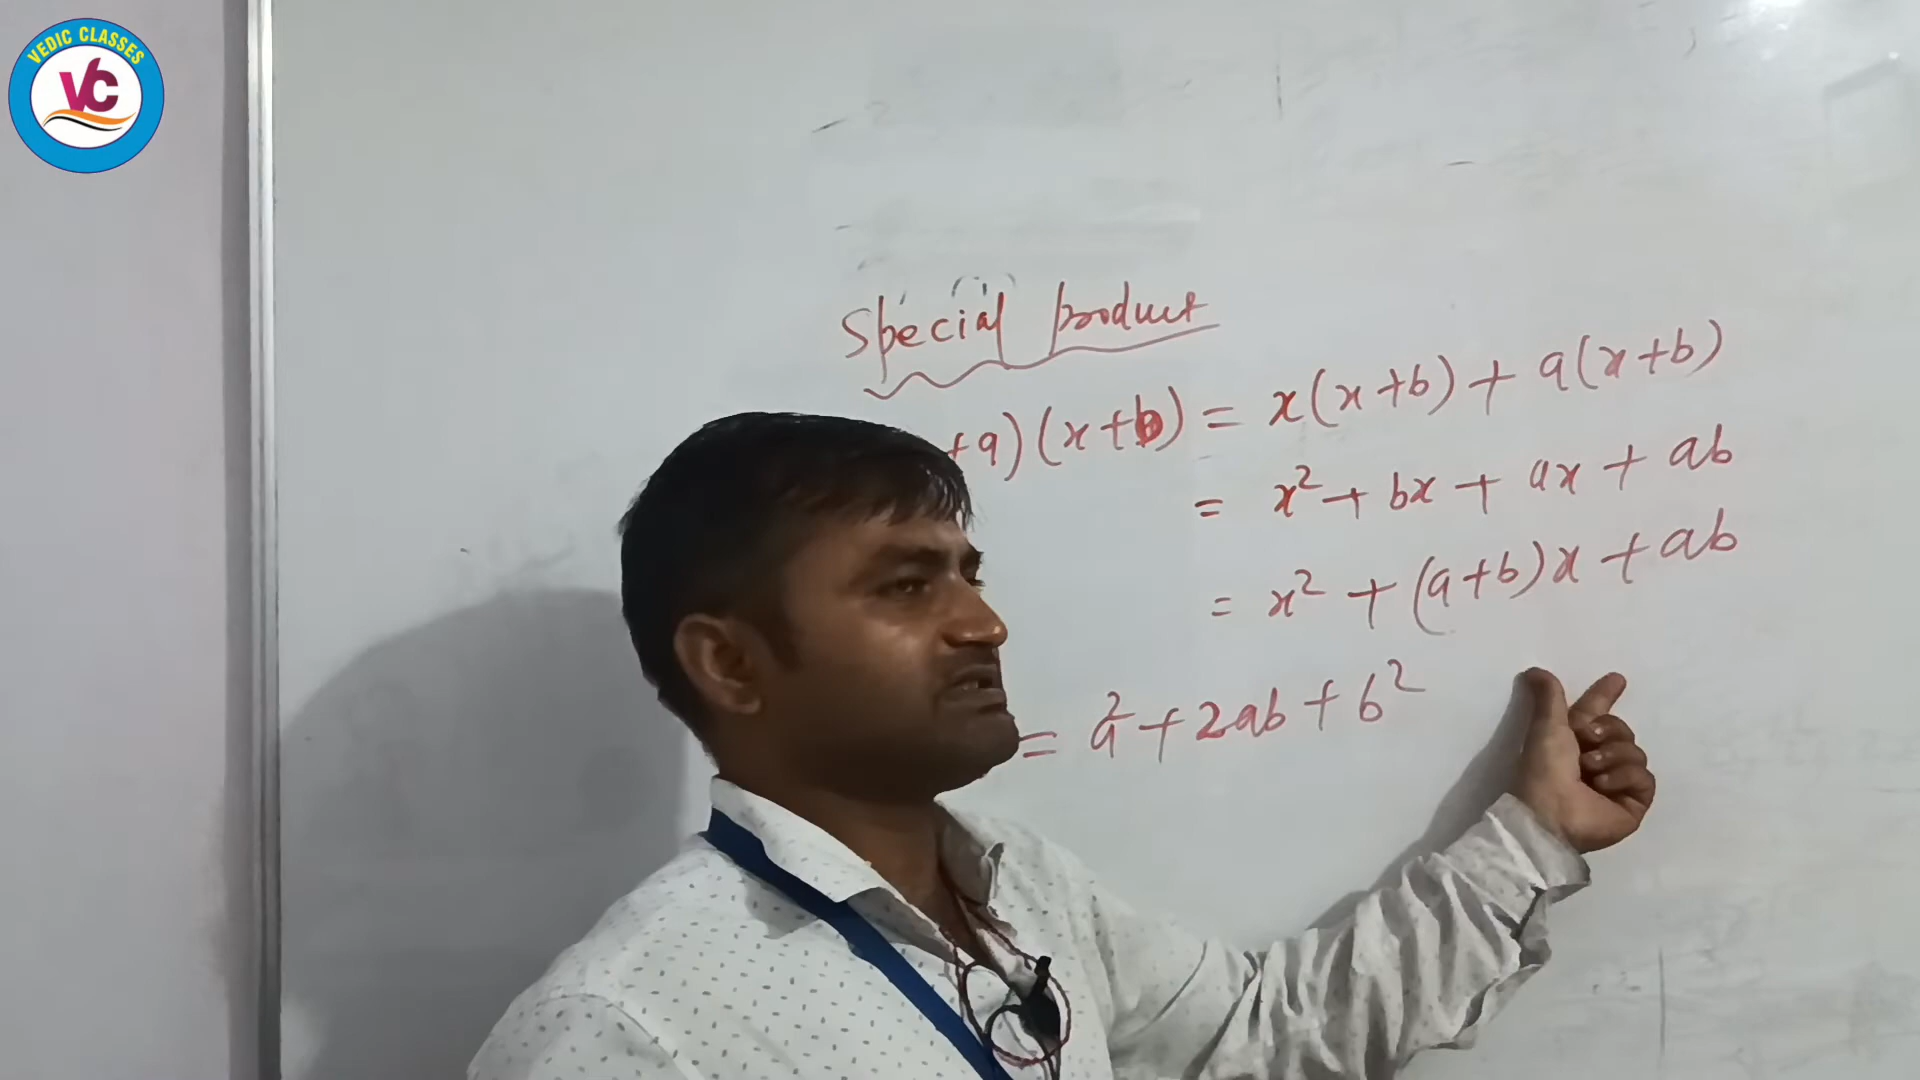 VEDIC CLASSES
VC
Special product
+a)(x+b) = x(x+b) + a(x+b)
= x² + bx + ax + ab
= x² + (a+b)x + ab
= a² + 2ab + b²